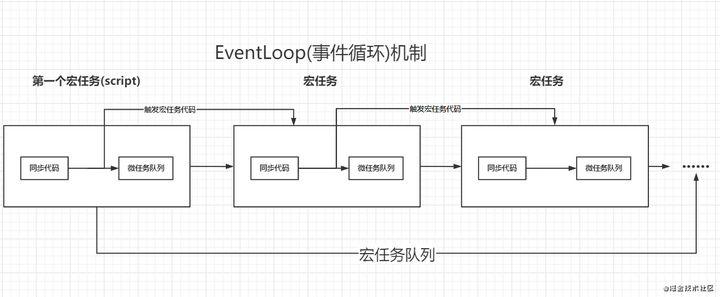 EventLoop(事件循环)机制
第一个宏任务(script)
宏任务
宏任务
触发宏任务代码
触发宏任务代码
同步代码
微任务队列
同步代码
微任务队列
同步代码
微任务队列
••••••
宏任务队列
@掘金技术社区